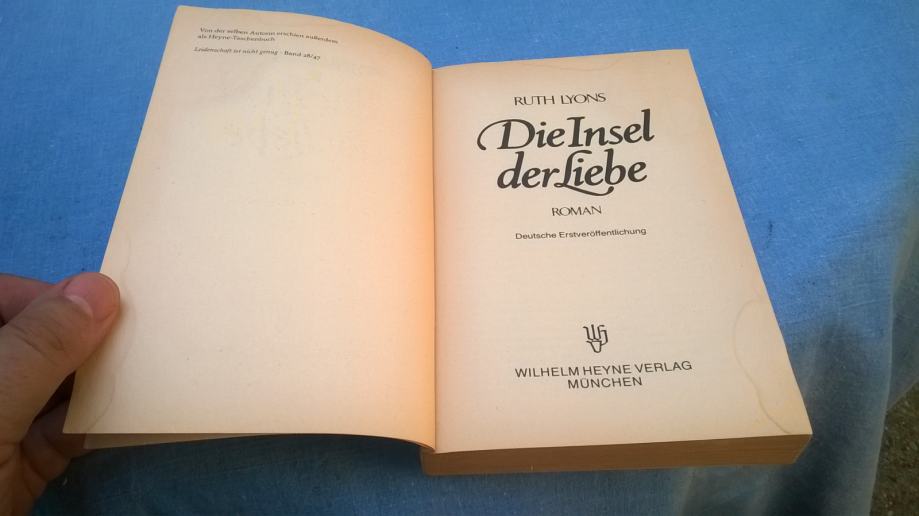 Von der selben Autorin erschien außerdem
als Heyne-Taschenbuch
Leidenschaft ist nicht genug · Band 28/47
RUTH LYONS
Die Insel
der Liebe
ROMAN
Deutsche Erstveröffentlichung
WILHELM HEYNE VERLAG
MÜNCHEN